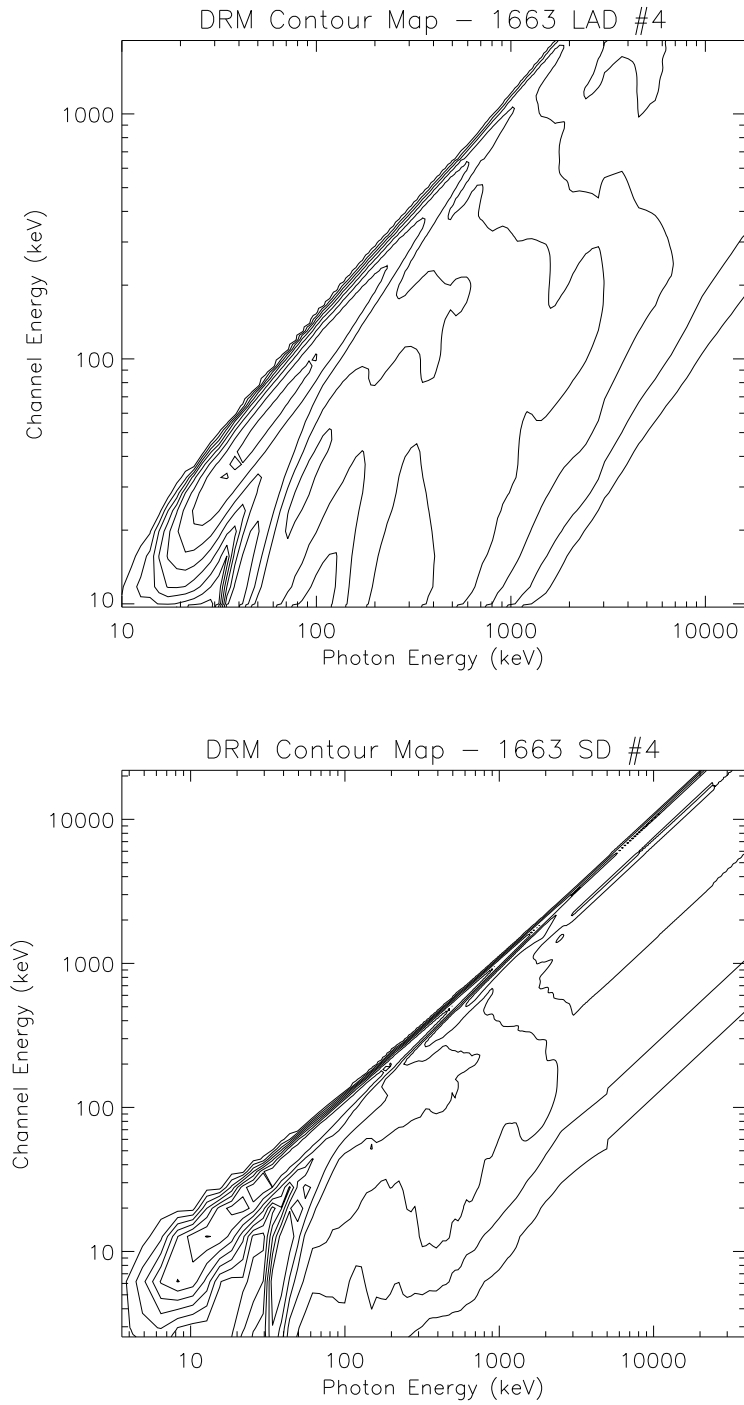 DRM Contour Map - 1663 LAD #4
1000
100
10
Channel Energy (keV)
10 100 1000 10000
Photon Energy (keV)
DRM Contour Map - 1663 SD #4
10000
1000
100
10
Channel Energy (keV)
10 100 1000 10000
Photon Energy (keV)